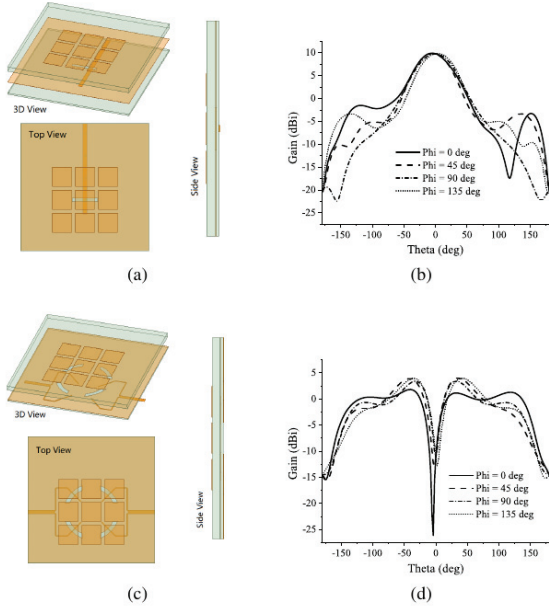 3D View
Top View
Side View
(a)
10
5
0
-5
-10
-15
-20
-25
Gain (dBi)
Phi = 0 deg
Phi = 45 deg
Phi = 90 deg
Phi = 135 deg
-150 -100 -50 0 50 100 150
Theta (deg)
(b)
3D View
Top View
Side View
(c)
10
5
0
-5
-10
-15
-20
-25
Gain (dBi)
Phi = 0 deg
Phi = 45 deg
Phi = 90 deg
Phi = 135 deg
-150 -100 -50 0 50 100 150
Theta (deg)
(d)